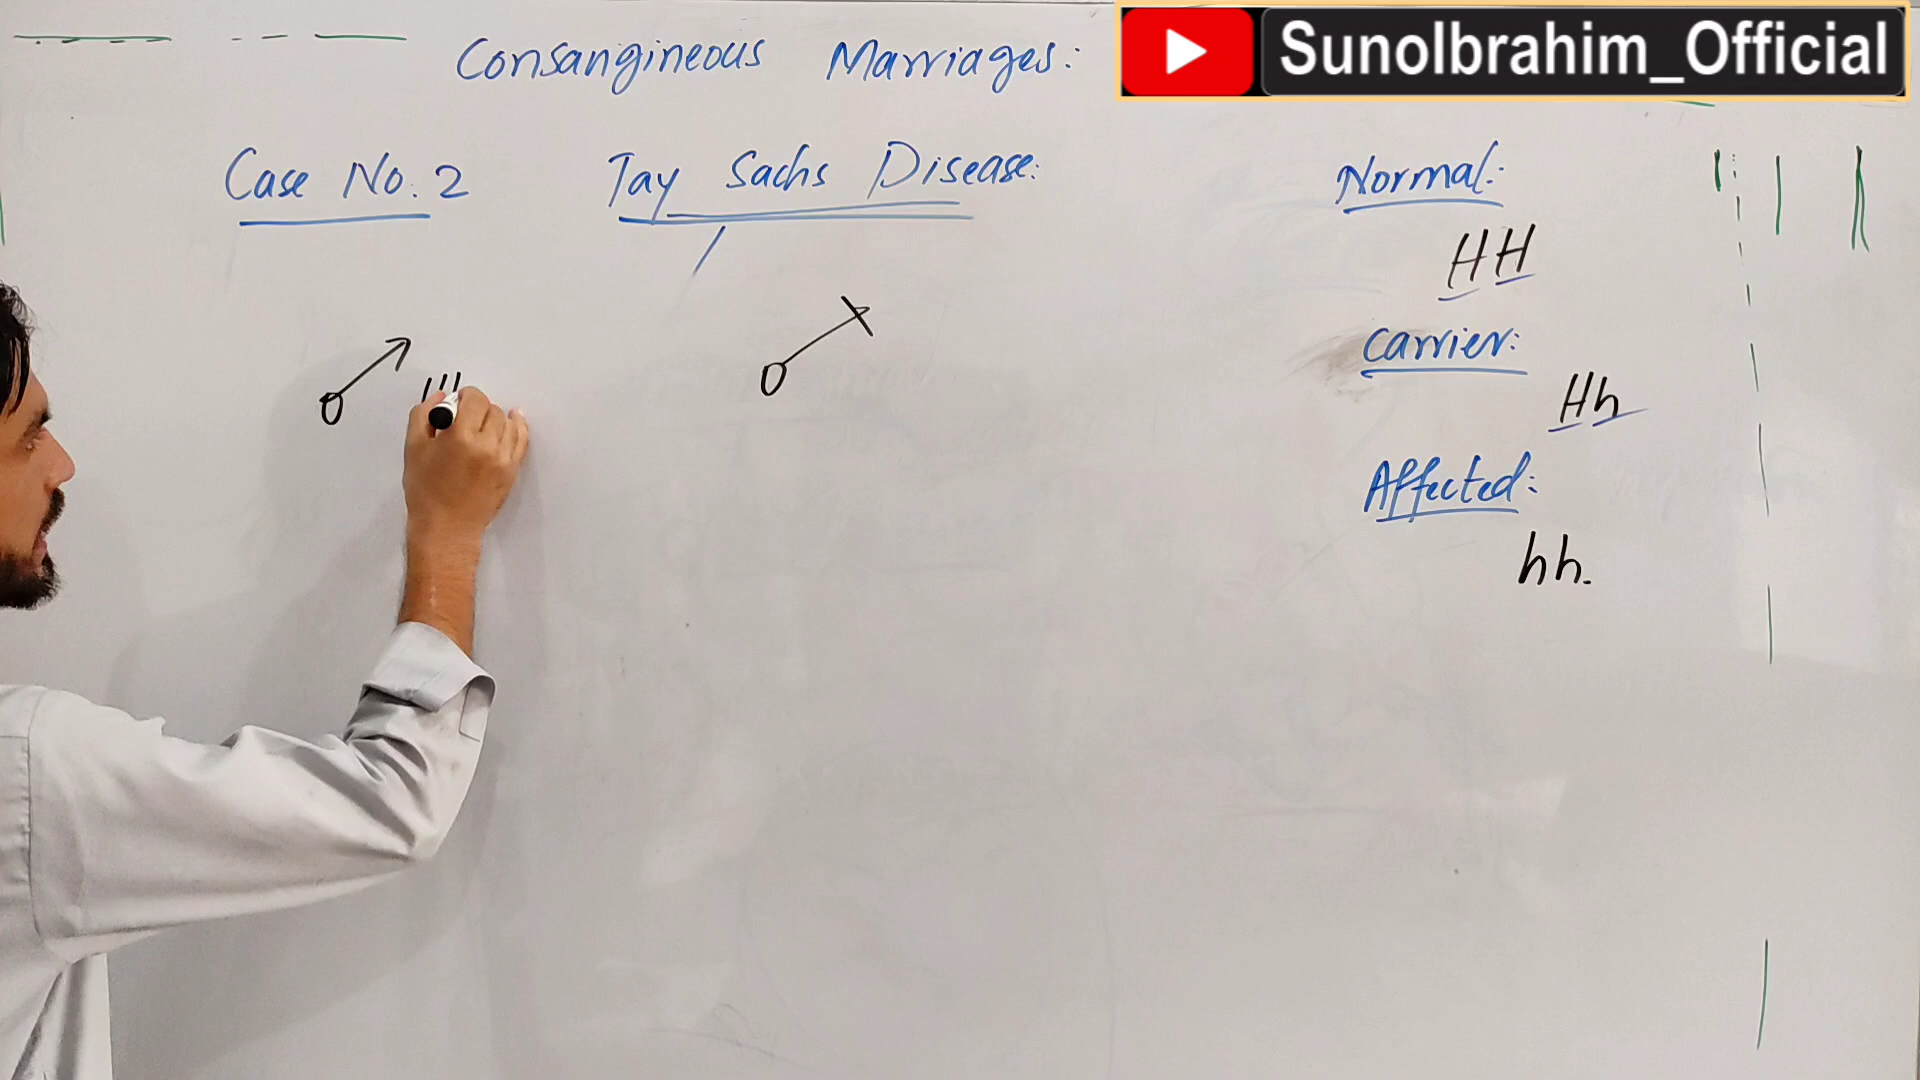 SunoIbrahim_Official
Consangineous Marriages:
Case No. 2
Tay Sachs Disease:
Normal:
HH
Carrier:
Hh
Affected:
hh.